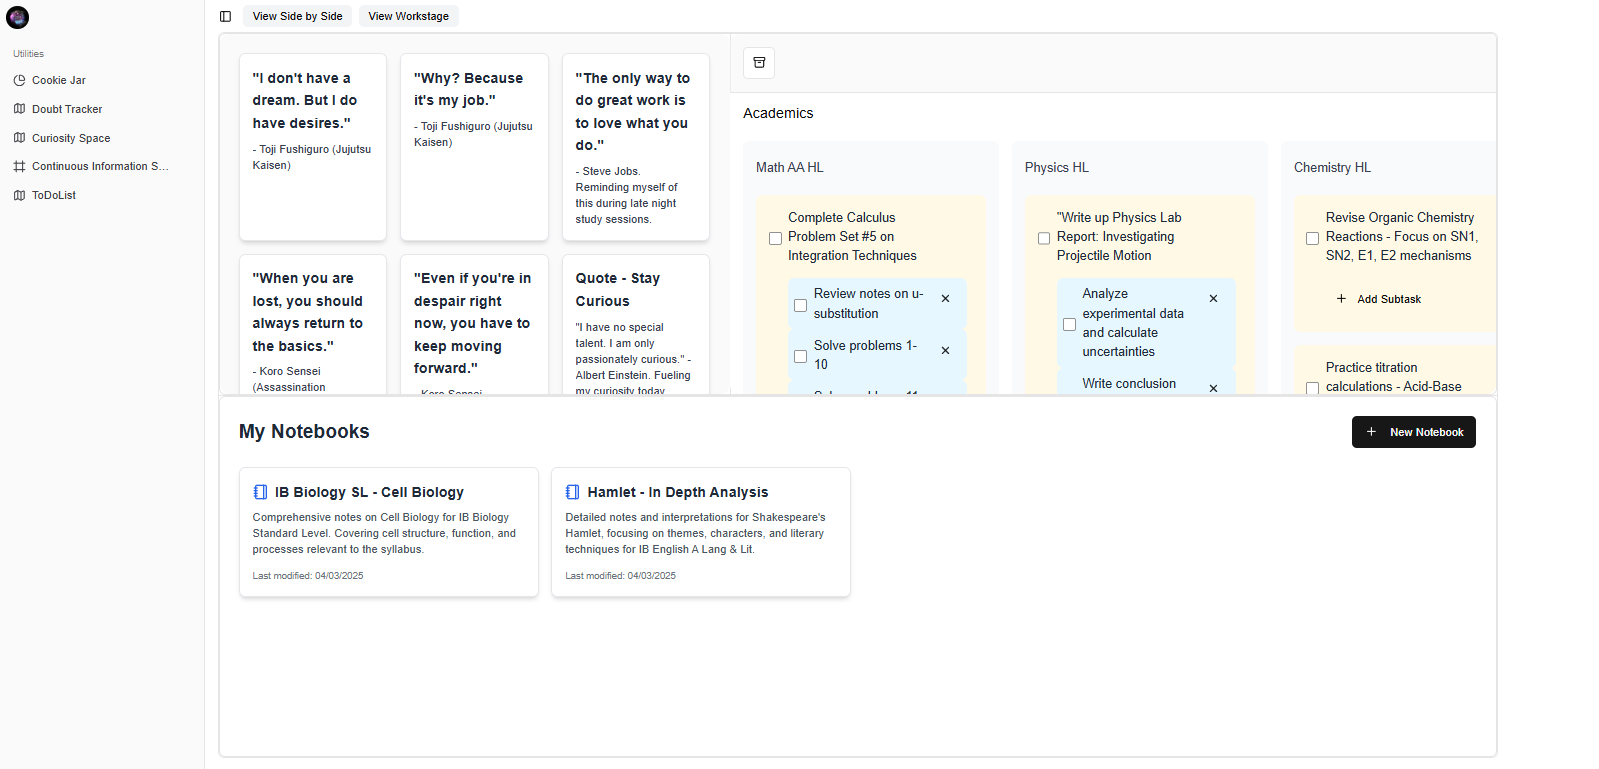 View Side by Side
View Workstage
Utilities
Cookie Jar
Doubt Tracker
Curiosity Space
Continuous Information S...
ToDoList
"I don't have a
dream. But I do
have desires."
- Toji Fushiguro (Jujutsu
Kaisen)
"Why? Because
it's my job."
- Toji Fushiguro (Jujutsu
Kaisen)
"The only way to
do great work is
to love what you
do."
- Steve Jobs.
Reminding myself of
this during late night
study sessions.
"When you are
lost, you should
always return to
the basics."
- Koro Sensei
(Assassination
"Even if you're in
despair right
now, you have to
keep moving
forward."
- Koro Sensei
Quote - Stay
Curious
"I have no special
talent. I am only
passionately curious." -
Albert Einstein. Fueling
my curiosity today
Academics
Math AA HL
Complete Calculus
Problem Set #5 on
Integration Techniques
Review notes on u-
substitution
Solve problems 1-
10
Physics HL
"Write up Physics Lab
Report: Investigating
Projectile Motion
Analyze
experimental data
and calculate
uncertainties
Write conclusion
Chemistry HL
Revise Organic Chemistry
Reactions - Focus on SN1,
SN2, E1, E2 mechanisms
Add Subtask
Practice titration
calculations - Acid-Base
My Notebooks
New Notebook
IB Biology SL - Cell Biology
Comprehensive notes on Cell Biology for IB Biology
Standard Level. Covering cell structure, function, and
processes relevant to the syllabus.
Last modified: 04/03/2025
Hamlet - In Depth Analysis
Detailed notes and interpretations for Shakespeare's
Hamlet, focusing on themes, characters, and literary
techniques for IB English A Lang & Lit.
Last modified: 04/03/2025